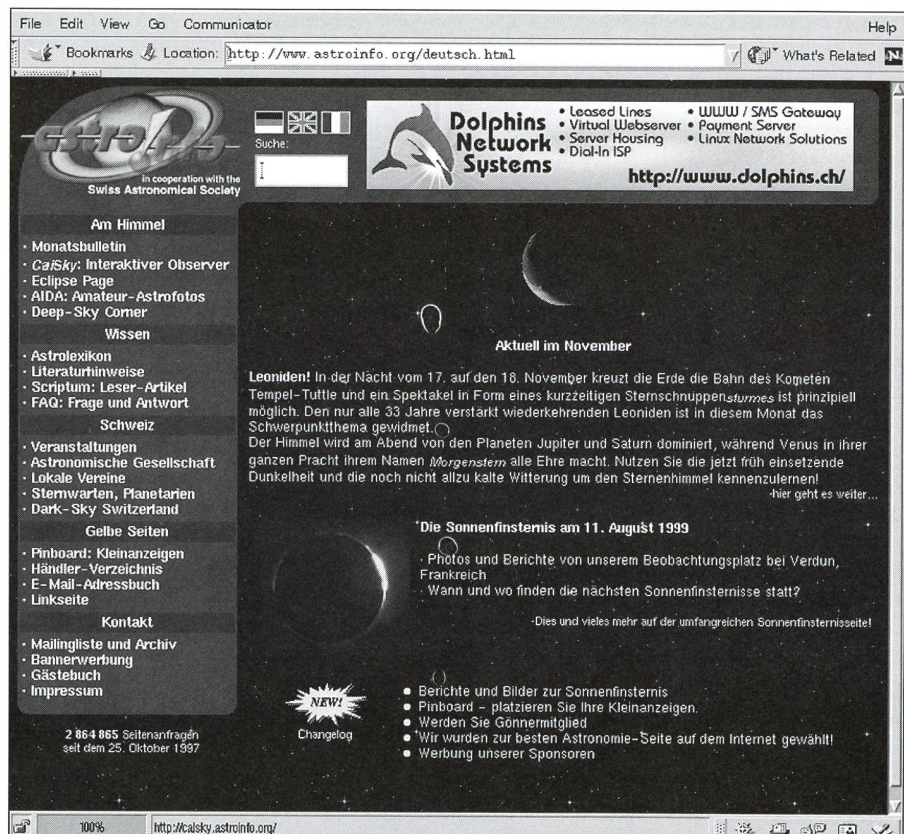 File Edit View Go Communicator Help
Bookmarks Location: http://www.astroinfo.org/deutsch.html What's Related N
astro!nfo
in cooperation with the
Swiss Astronomical Society
Suche:
Dolphins
Network
Systems
• Leased Lines
• Virtual Webserver
• Server Housing
• Dial-In ISP
• WWW / SMS Gateway
• Payment Server
• Linux Network Solutions
http://www.dolphins.ch/
Am Himmel
· Monatsbulletin
· CalSky: Interaktiver Observer
· Eclipse Page
· AIDA: Amateur-Astrofotos
· Deep-Sky Corner
Wissen
· Astrolexikon
· Literaturhinweise
· Scriptum: Leser-Artikel
· FAQ: Frage und Antwort
Schweiz
· Veranstaltungen
· Astronomische Gesellschaft
· Lokale Vereine
· Sternwarten, Planetarien
· Dark-Sky Switzerland
Gelbe Seiten
· Pinboard: Kleinanzeigen
· Händler-Verzeichnis
· E-Mail-Adressbuch
· Linkseite
Kontakt
· Mailingliste und Archiv
· Bannerwerbung
· Gästebuch
· Impressum
2 864 865 Seitenanfragen
seit dem 25. Oktober 1997
Aktuell im November
Leoniden! In der Nacht vom 17. auf den 18. November kreuzt die Erde die Bahn des Kometen
Tempel-Tuttle und ein Spektakel in Form eines kurzzeitigen Sternschnuppensturmes ist prinzipiell
möglich. Den nur alle 33 Jahre verstärkt wiederkehrenden Leoniden ist in diesem Monat das
Schwerpunktthema gewidmet.
Der Himmel wird am Abend von den Planeten Jupiter und Saturn dominiert, während Venus in ihrer
ganzen Pracht ihrem Namen Morgenstern alle Ehre macht. Nutzen Sie die jetzt früh einsetzende
Dunkelheit und die noch nicht allzu kalte Witterung um den Sternenhimmel kennenzulernen!
·hier geht es weiter...
Die Sonnenfinsternis am 11. August 1999
· Photos und Berichte von unserem Beobachtungsplatz bei Verdun,
Frankreich
· Wann und wo finden die nächsten Sonnenfinsternisse statt?
·Dies und vieles mehr auf der umfangreichen Sonnenfinsternisseite!
NEW!
Changelog
● Berichte und Bilder zur Sonnenfinsternis
● Pinboard - platzieren Sie Ihre Kleinanzeigen.
● Werden Sie Gönnermitglied
● Wir wurden zur besten Astronomie-Seite auf dem Internet gewählt!
● Werbung unserer Sponsoren
100% http://calsky.astroinfo.org/